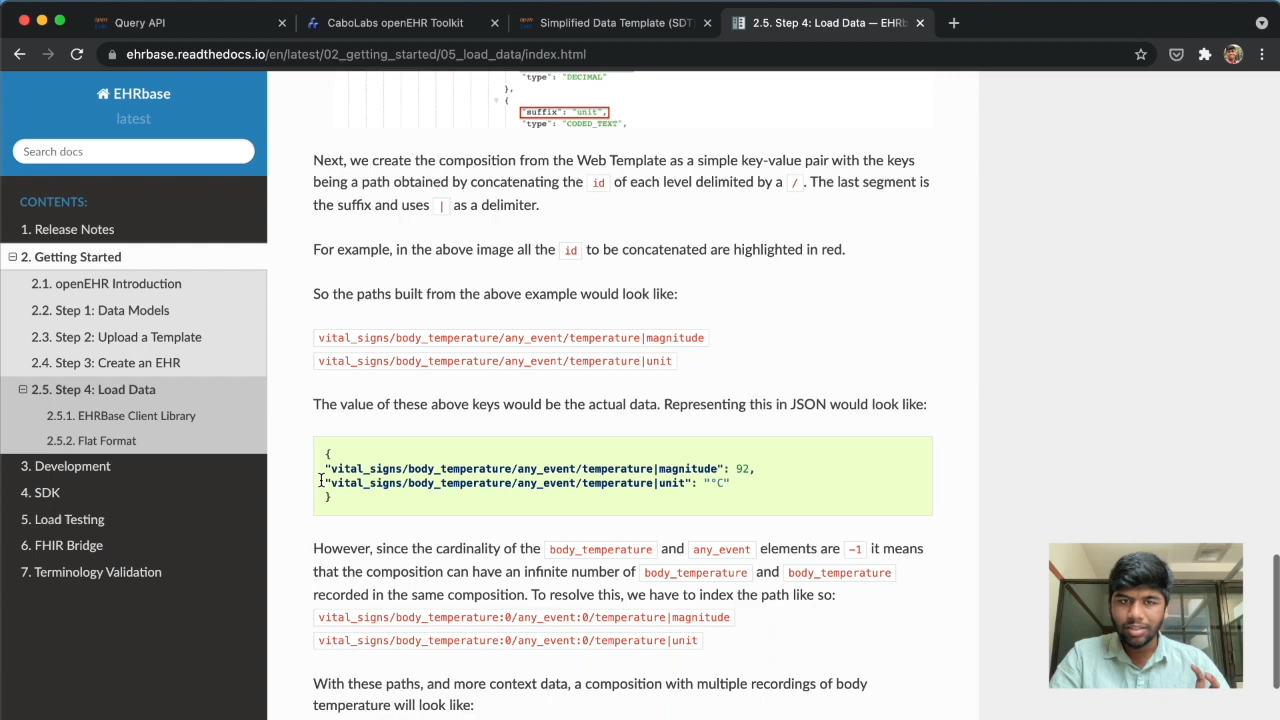 Query API
CaboLabs openEHR Toolkit
Simplified Data Template (SDT)
2.5. Step 4: Load Data — EHRb
ehrbase.readthedocs.io/en/latest/02_getting_started/05_load_data/index.html
EHRbase
latest
Search docs
CONTENTS:
1. Release Notes
2. Getting Started
2.1. openEHR Introduction
2.2. Step 1: Data Models
2.3. Step 2: Upload a Template
2.4. Step 3: Create an EHR
2.5. Step 4: Load Data
2.5.1. EHRBase Client Library
2.5.2. Flat Format
3. Development
4. SDK
5. Load Testing
6. FHIR Bridge
7. Terminology Validation
"type": "DECIMAL"
},
{
"suffix": "unit",
"type": "CODED_TEXT",
Next, we create the composition from the Web Template as a simple key-value pair with the keys
being a path obtained by concatenating the id of each level delimited by a / . The last segment is
the suffix and uses | as a delimiter.
For example, in the above image all the id to be concatenated are highlighted in red.
So the paths built from the above example would look like:
vital_signs/body_temperature/any_event/temperature|magnitude
vital_signs/body_temperature/any_event/temperature|unit
The value of these above keys would be the actual data. Representing this in JSON would look like:
{
"vital_signs/body_temperature/any_event/temperature|magnitude": 92,
"vital_signs/body_temperature/any_event/temperature|unit": "°C"
}
However, since the cardinality of the body_temperature and any_event elements are -1 it means
that the composition can have an infinite number of body_temperature and body_temperature
recorded in the same composition. To resolve this, we have to index the path like so:
vital_signs/body_temperature:0/any_event:0/temperature|magnitude
vital_signs/body_temperature:0/any_event:0/temperature|unit
With these paths, and more context data, a composition with multiple recordings of body
temperature will look like: